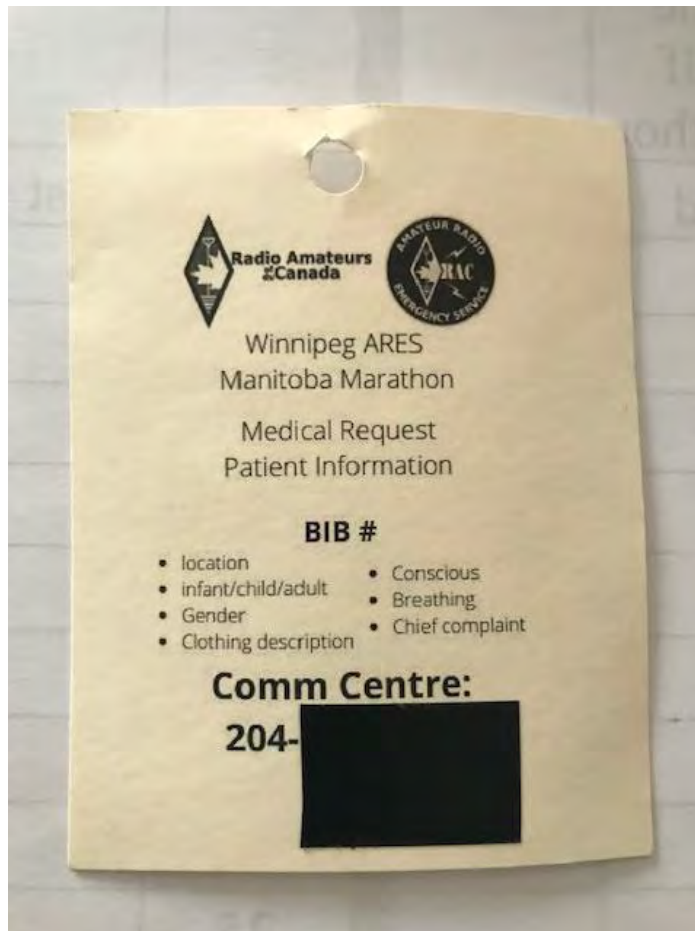 Radio Amateurs
of Canada
AMATEUR RADIO
RAC
EMERGENCY SERVICE
Winnipeg ARES
Manitoba Marathon
Medical Request
Patient Information
BIB #
• location
• infant/child/adult
• Gender
• Clothing description
• Conscious
• Breathing
• Chief complaint
Comm Centre:
204-